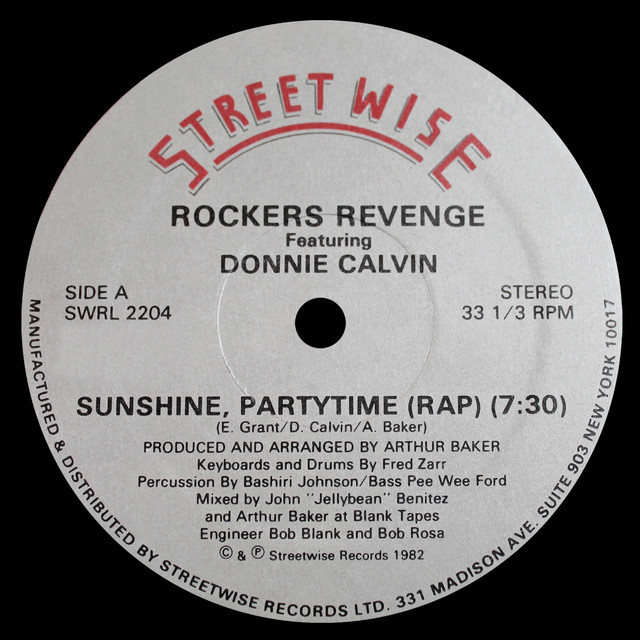 STREETWISE
ROCKERS REVENGE
Featuring
DONNIE CALVIN
SIDE A
SWRL 2204
STEREO
33 1/3 RPM
SUNSHINE, PARTYTIME (RAP) (7:30)
(E. Grant/D. Calvin/A. Baker)
PRODUCED AND ARRANGED BY ARTHUR BAKER
Keyboards and Drums By Fred Zarr
Percussion By Bashiri Johnson/Bass Pee Wee Ford
Mixed by John "Jellybean" Benitez
and Arthur Baker at Blank Tapes
Engineer Bob Blank and Bob Rosa
© & ℗ Streetwise Records 1982
MANUFACTURED & DISTRIBUTED BY STREETWISE RECORDS LTD. 331 MADISON AVE. SUITE 903 NEW YORK 10017